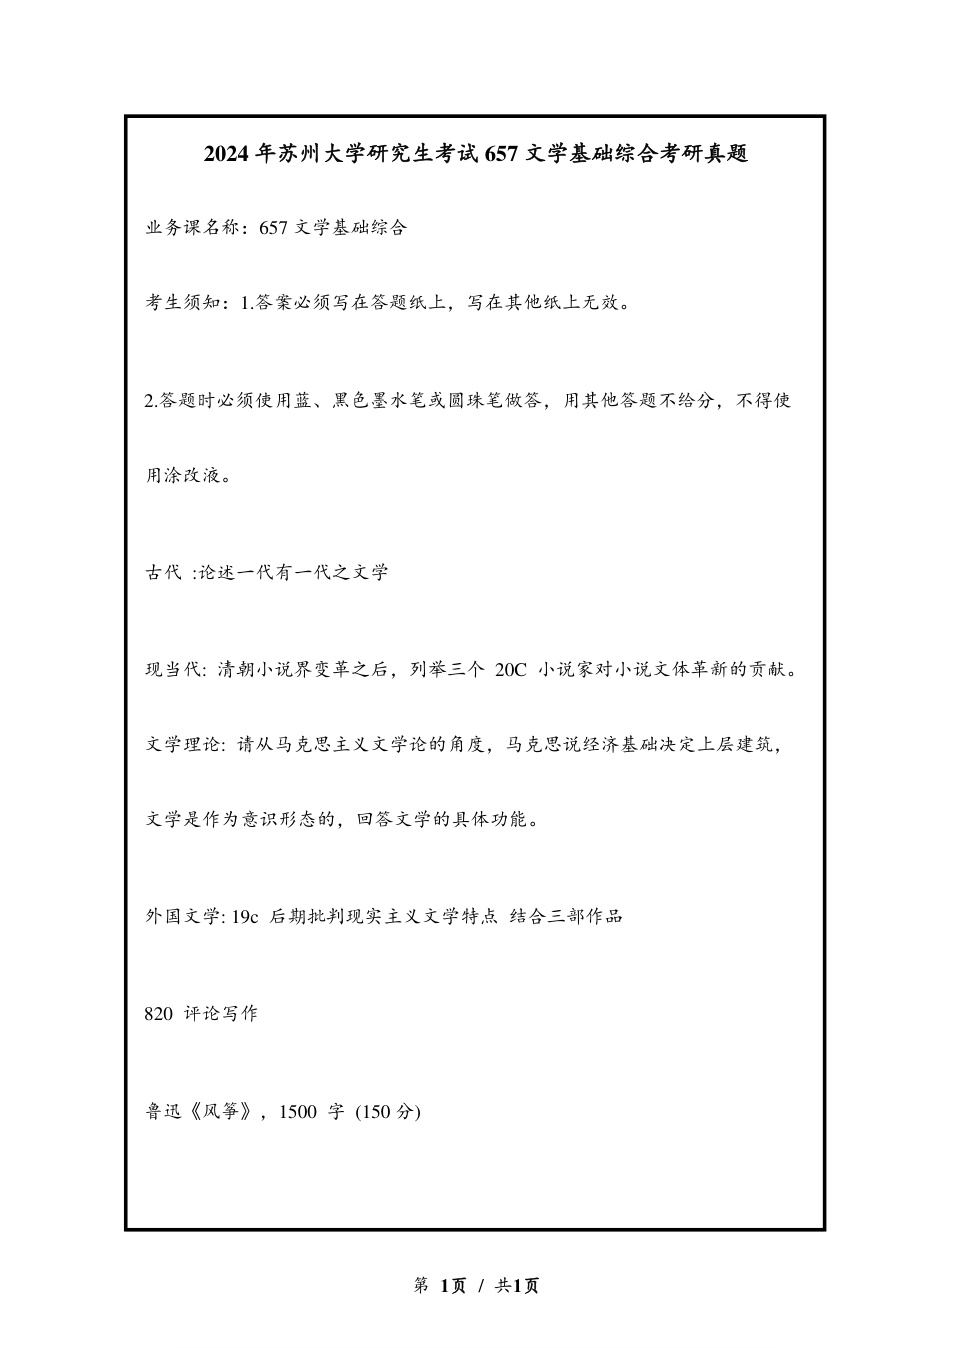 2024 年苏州大学研究生考试 657 文学基础综合考研真题
业务课名称：657 文学基础综合
考生须知：1.答案必须写在答题纸上，写在其他纸上无效。
2.答题时必须使用蓝、黑色墨水笔或圆珠笔做答，用其他答题不给分，不得使
用涂改液。
古代 :论述一代有一代之文学
现当代: 清朝小说界变革之后，列举三个 20C 小说家对小说文体革新的贡献。
文学理论: 请从马克思主义文学论的角度，马克思说经济基础决定上层建筑，
文学是作为意识形态的，回答文学的具体功能。
外国文学: 19c 后期批判现实主义文学特点 结合三部作品
820 评论写作
鲁迅《风筝》，1500 字 (150 分)
第 1页 / 共1页